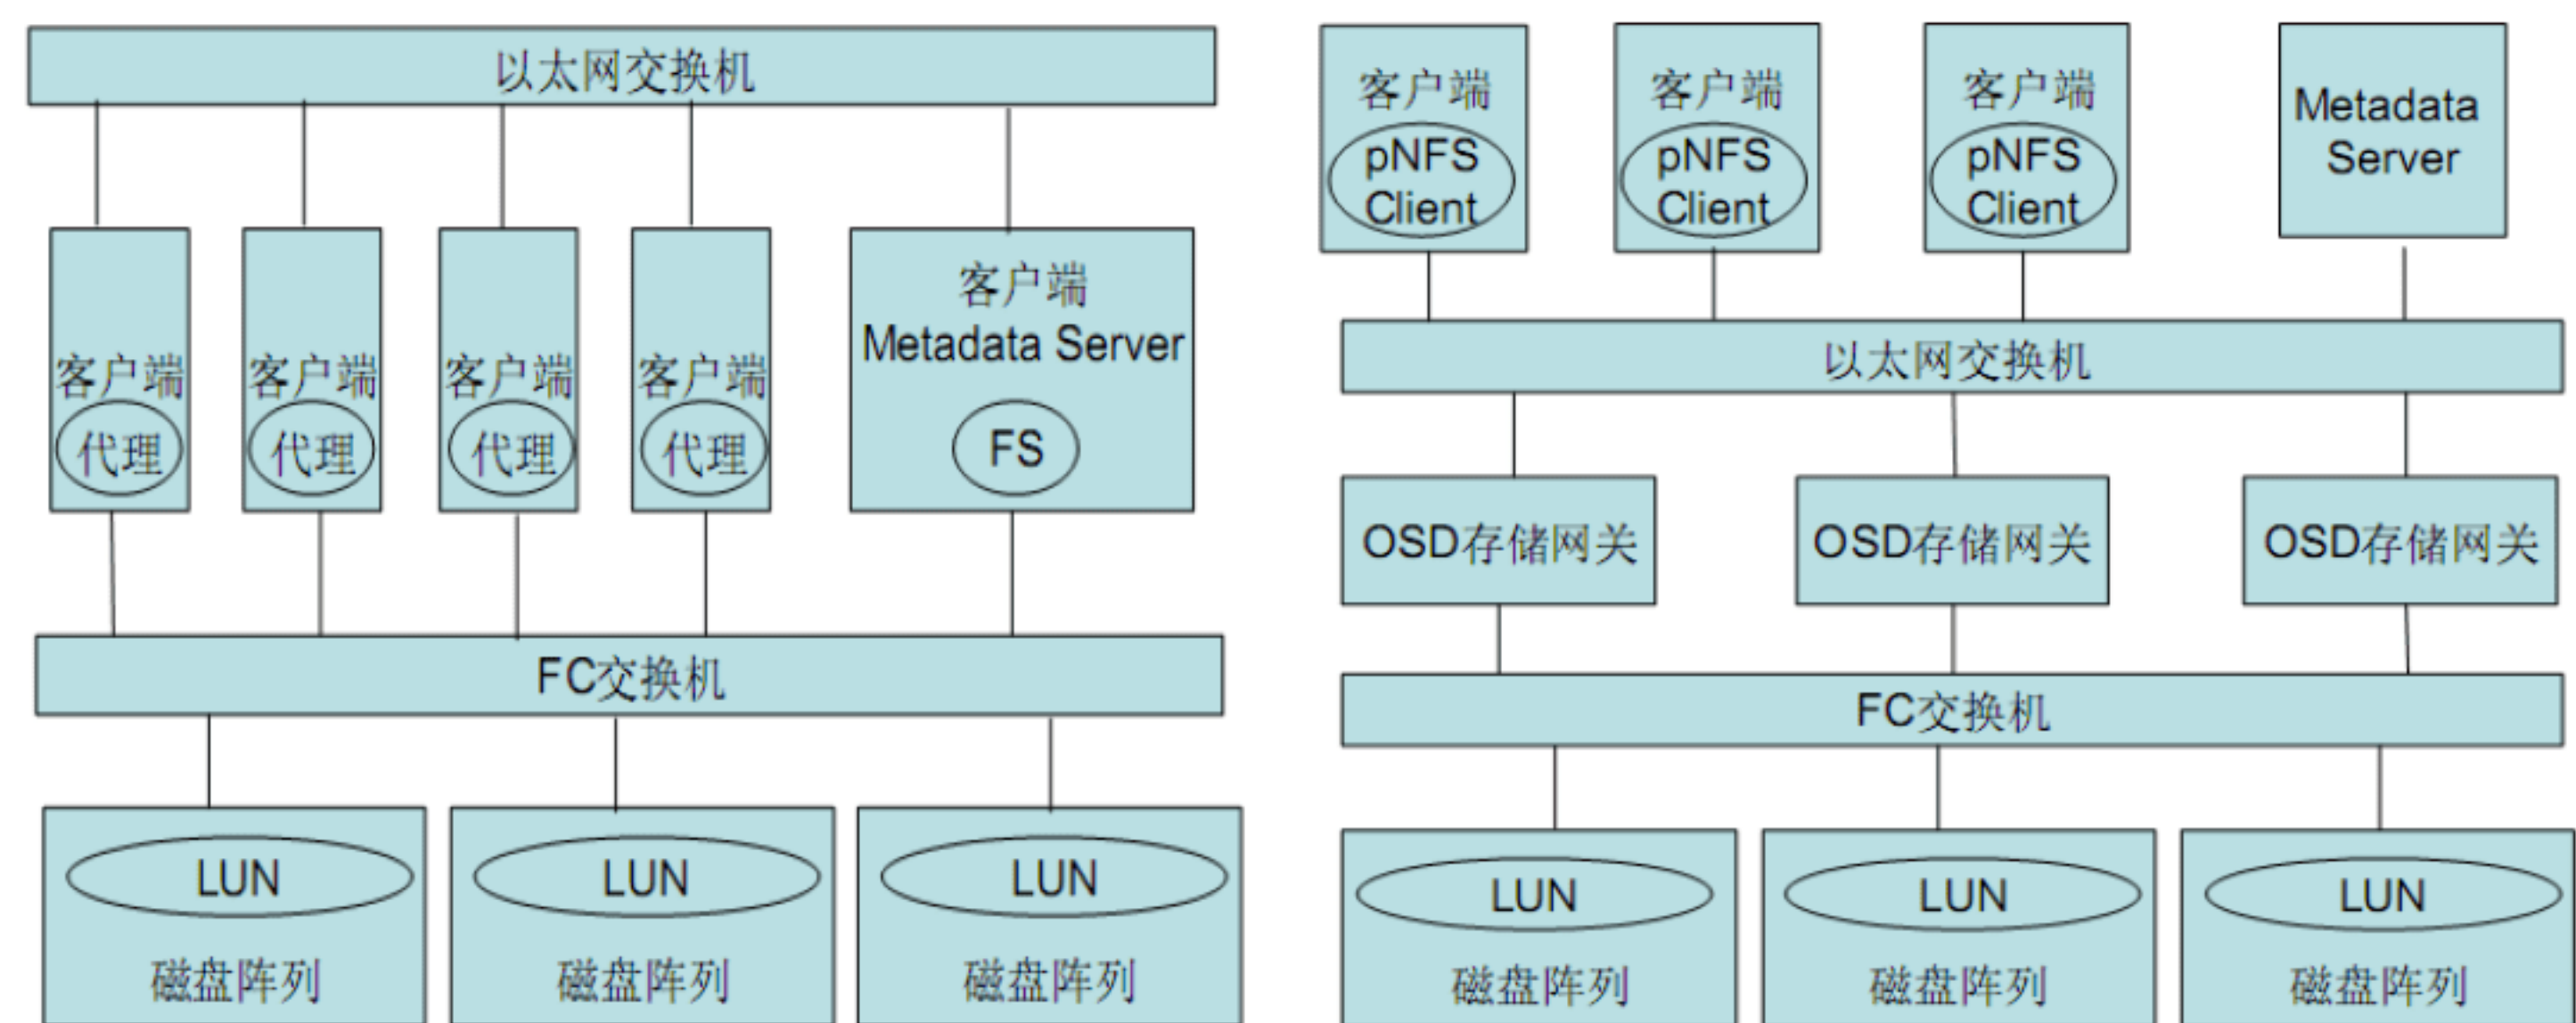 以太网交换机
客户端
代理
客户端
代理
客户端
代理
客户端
代理
客户端
Metadata Server
FS
FC交换机
LUN
磁盘阵列
LUN
磁盘阵列
LUN
磁盘阵列
客户端
pNFS
Client
客户端
pNFS
Client
客户端
pNFS
Client
Metadata
Server
以太网交换机
OSD存储网关
OSD存储网关
OSD存储网关
FC交换机
LUN
磁盘阵列
LUN
磁盘阵列
LUN
磁盘阵列